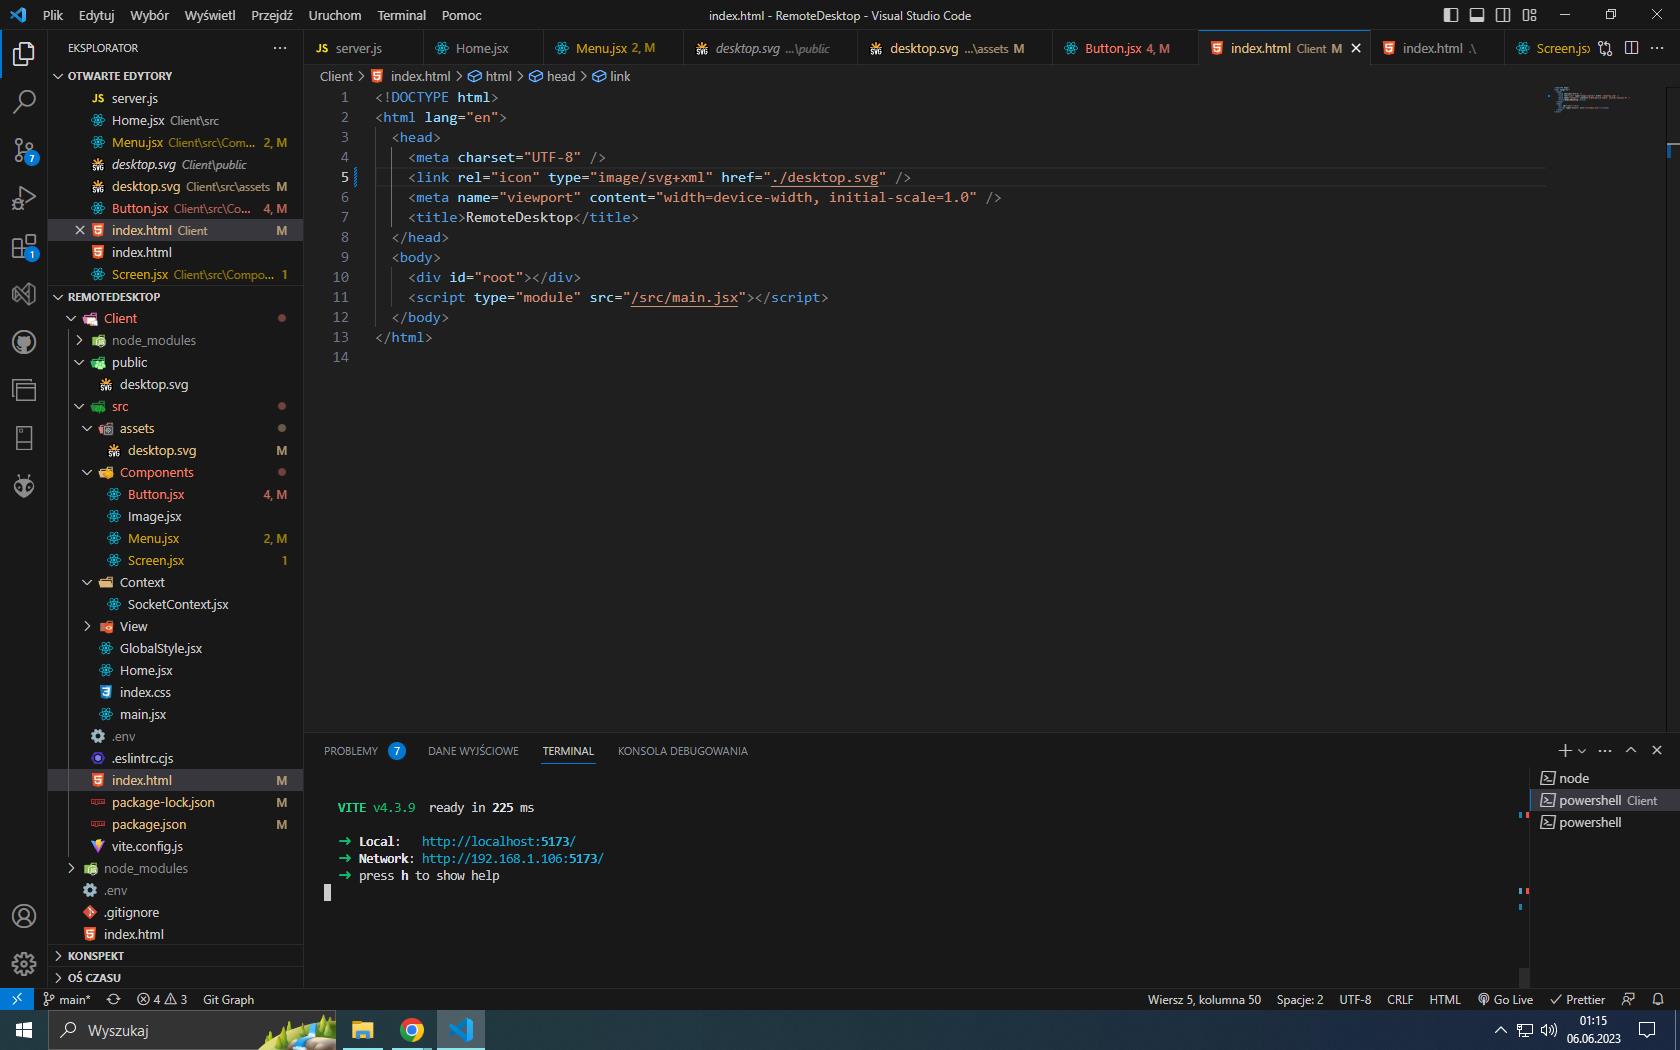 Plik Edytuj Wybór Wyświetl Przejdź Uruchom Terminal Pomoc
index.html - RemoteDesktop - Visual Studio Code
EKSPLORATOR
OTWARTE EDYTORY
JS server.js
Home.jsx Client\src
Menu.jsx Client\src\Com... 2, M
desktop.svg Client\public
desktop.svg Client\src\assets M
Button.jsx Client\src\Co... 4, M
index.html Client M
index.html
Screen.jsx Client\src\Compo... 1
REMOTEDESKTOP
Client
node_modules
public
desktop.svg
src
assets
desktop.svg M
Components
Button.jsx 4, M
Image.jsx
Menu.jsx 2, M
Screen.jsx 1
Context
SocketContext.jsx
View
GlobalStyle.jsx
Home.jsx
index.css
main.jsx
.env
.eslintrc.cjs
index.html M
package-lock.json M
package.json M
vite.config.js
node_modules
.env
.gitignore
index.html
KONSPEKT
OŚ CZASU
7
1
JS server.js
Home.jsx
Menu.jsx 2, M
desktop.svg ...\public
desktop.svg ...\assets M
Button.jsx 4, M
index.html Client M
index.html .\
Screen.jsx
Client > index.html > html > head > link
1 <!DOCTYPE html>
2 <html lang="en">
3 <head>
4 <meta charset="UTF-8" />
5 <link rel="icon" type="image/svg+xml" href="./desktop.svg" />
6 <meta name="viewport" content="width=device-width, initial-scale=1.0" />
7 <title>RemoteDesktop</title>
8 </head>
9 <body>
10 <div id="root"></div>
11 <script type="module" src="/src/main.jsx"></script>
12 </body>
13 </html>
14
PROBLEMY 7 DANE WYJŚCIOWE TERMINAL KONSOLA DEBUGOWANIA
VITE v4.3.9 ready in 225 ms
➜ Local: http://localhost:5173/
➜ Network: http://192.168.1.106:5173/
➜ press h to show help
node
powershell Client
powershell
main* 4 3 Git Graph
Wiersz 5, kolumna 50 Spacje: 2 UTF-8 CRLF HTML Go Live Prettier
Wyszukaj
01:15
06.06.2023